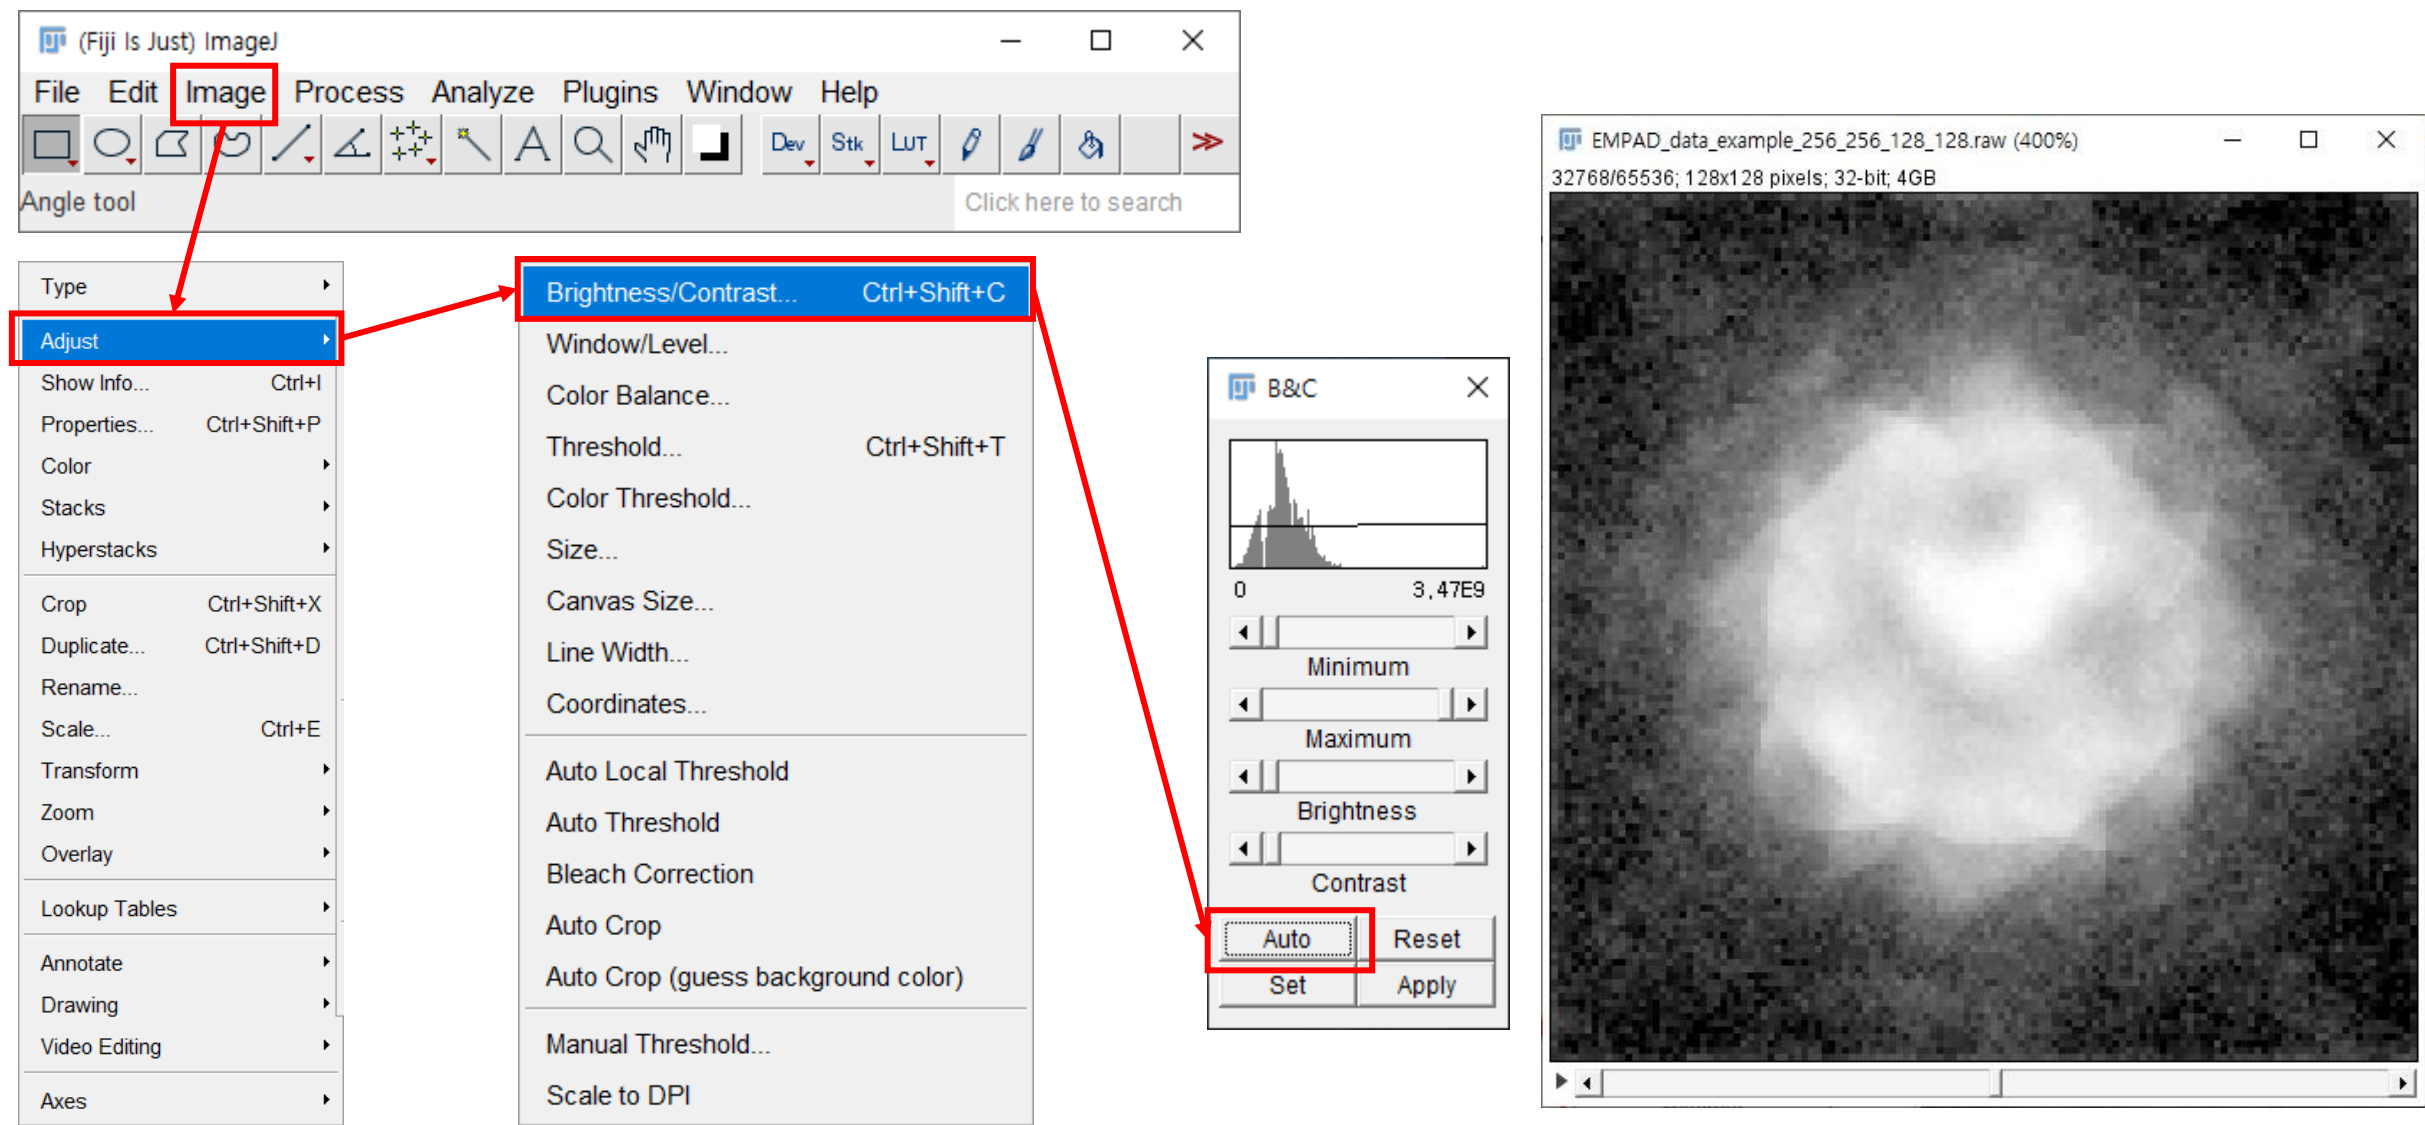 (Fiji Is Just) ImageJ
File Edit Image Process Analyze Plugins Window Help
Dev Stk LUT
Angle tool
Click here to search
Type
Adjust
Show Info... Ctrl+I
Properties... Ctrl+Shift+P
Color
Stacks
Hyperstacks
Crop Ctrl+Shift+X
Duplicate... Ctrl+Shift+D
Rename...
Scale... Ctrl+E
Transform
Zoom
Overlay
Lookup Tables
Annotate
Drawing
Video Editing
Axes
Brightness/Contrast... Ctrl+Shift+C
Window/Level...
Color Balance...
Threshold... Ctrl+Shift+T
Color Threshold...
Size...
Canvas Size...
Line Width...
Coordinates...
Auto Local Threshold
Auto Threshold
Bleach Correction
Auto Crop
Auto Crop (guess background color)
Manual Threshold...
Scale to DPI
B&C
0 3,47E9
Minimum
Maximum
Brightness
Contrast
Auto Reset
Set Apply
EMPAD_data_example_256_256_128_128.raw (400%)
32768/65536; 128x128 pixels; 32-bit; 4GB